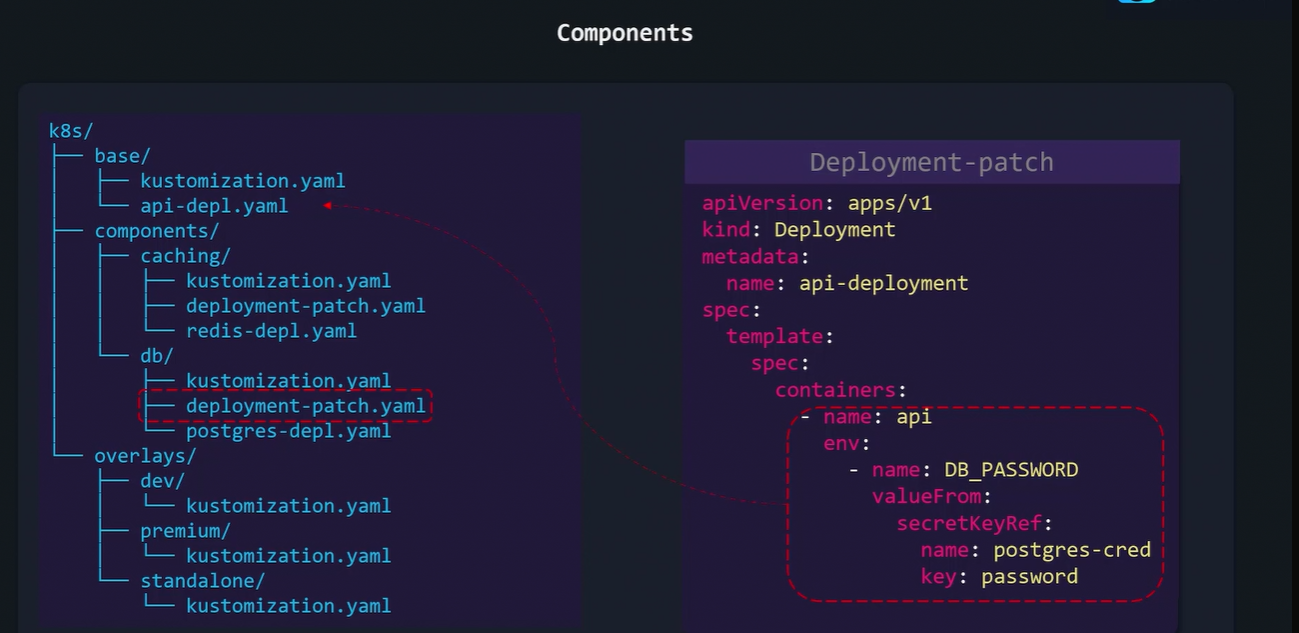 Components
k8s/
├── base/
│   ├── kustomization.yaml
│   └── api-depl.yaml
├── components/
│   ├── caching/
│   │   ├── kustomization.yaml
│   │   ├── deployment-patch.yaml
│   │   └── redis-depl.yaml
│   └── db/
│       ├── kustomization.yaml
│       ├── deployment-patch.yaml
│       └── postgres-depl.yaml
└── overlays/
    ├── dev/
    │   └── kustomization.yaml
    ├── premium/
    │   └── kustomization.yaml
    └── standalone/
        └── kustomization.yaml
Deployment-patch
apiVersion: apps/v1
kind: Deployment
metadata:
  name: api-deployment
spec:
  template:
    spec:
      containers:
        - name: api
          env:
            - name: DB_PASSWORD
              valueFrom:
                secretKeyRef:
                  name: postgres-cred
                  key: password